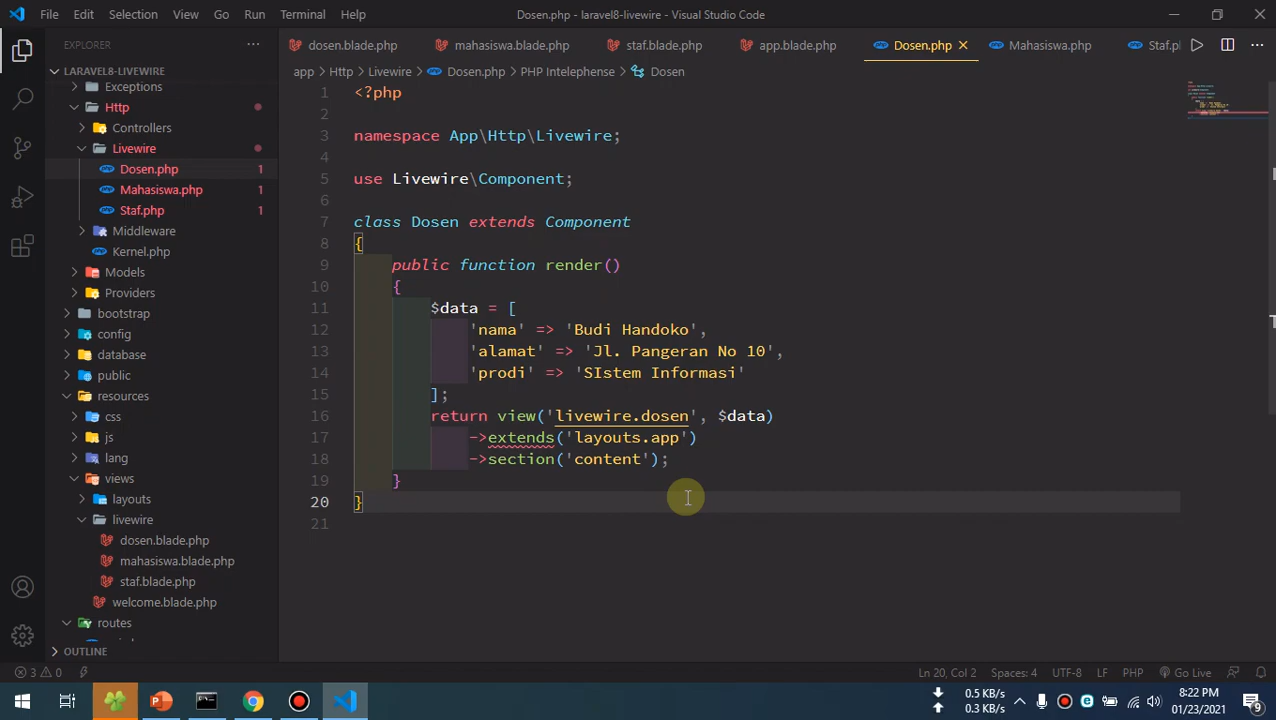 File Edit Selection View Go Run Terminal Help Dosen.php - laravel8-livewire - Visual Studio Code
EXPLORER
dosen.blade.php mahasiswa.blade.php staf.blade.php app.blade.php Dosen.php Mahasiswa.php Staf.pl
LARAVEL8-LIVEWIRE
app > Http > Livewire > Dosen.php > PHP Intelephense > Dosen
Exceptions
Http
Controllers
Livewire
Dosen.php 1
Mahasiswa.php 1
Staf.php 1
Middleware
Kernel.php
Models
Providers
bootstrap
config
database
public
resources
css
js
lang
views
layouts
livewire
dosen.blade.php
mahasiswa.blade.php
staf.blade.php
welcome.blade.php
routes
OUTLINE
1 <?php
2
3 namespace App\Http\Livewire;
4
5 use Livewire\Component;
6
7 class Dosen extends Component
8 {
9 public function render()
10 {
11 $data = [
12 'nama' => 'Budi Handoko',
13 'alamat' => 'Jl. Pangeran No 10',
14 'prodi' => 'SIstem Informasi'
15 ];
16 return view('livewire.dosen', $data)
17 ->extends('layouts.app')
18 ->section('content');
19 }
20 }
21
3 0 Ln 20, Col 2 Spaces: 4 UTF-8 LF PHP Go Live
0.5 KB/s
0.3 KB/s
8:22 PM
01/23/2021
9